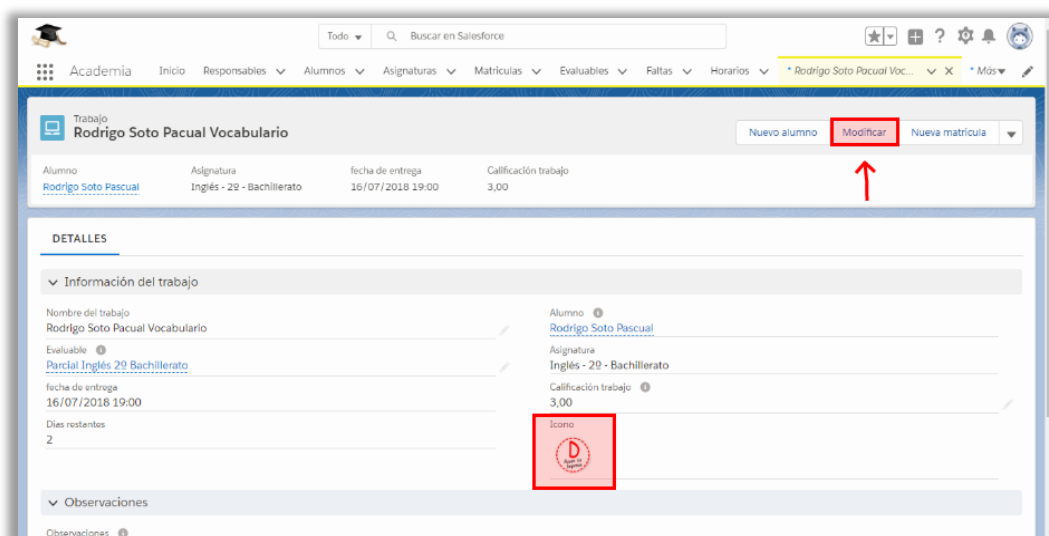 Todo Buscar en Salesforce
Academia Inicio Responsables Alumnos Asignaturas Matrículas Evaluables Faltas Horarios * Rodrigo Soto Pacual Voc... * Más
Trabajo
Rodrigo Soto Pacual Vocabulario
Nuevo alumno Modificar Nueva matrícula
Alumno Asignatura fecha de entrega Calificación trabajo
Rodrigo Soto Pascual Inglés - 2º - Bachillerato 16/07/2018 19:00 3,00
DETALLES
Información del trabajo
Nombre del trabajo Alumno
Rodrigo Soto Pacual Vocabulario Rodrigo Soto Pascual
Evaluable Asignatura
Parcial Inglés 2º Bachillerato Inglés - 2º - Bachillerato
fecha de entrega Calificación trabajo
16/07/2018 19:00 3,00
Días restantes Icono
2
D
Observaciones
Observaciones